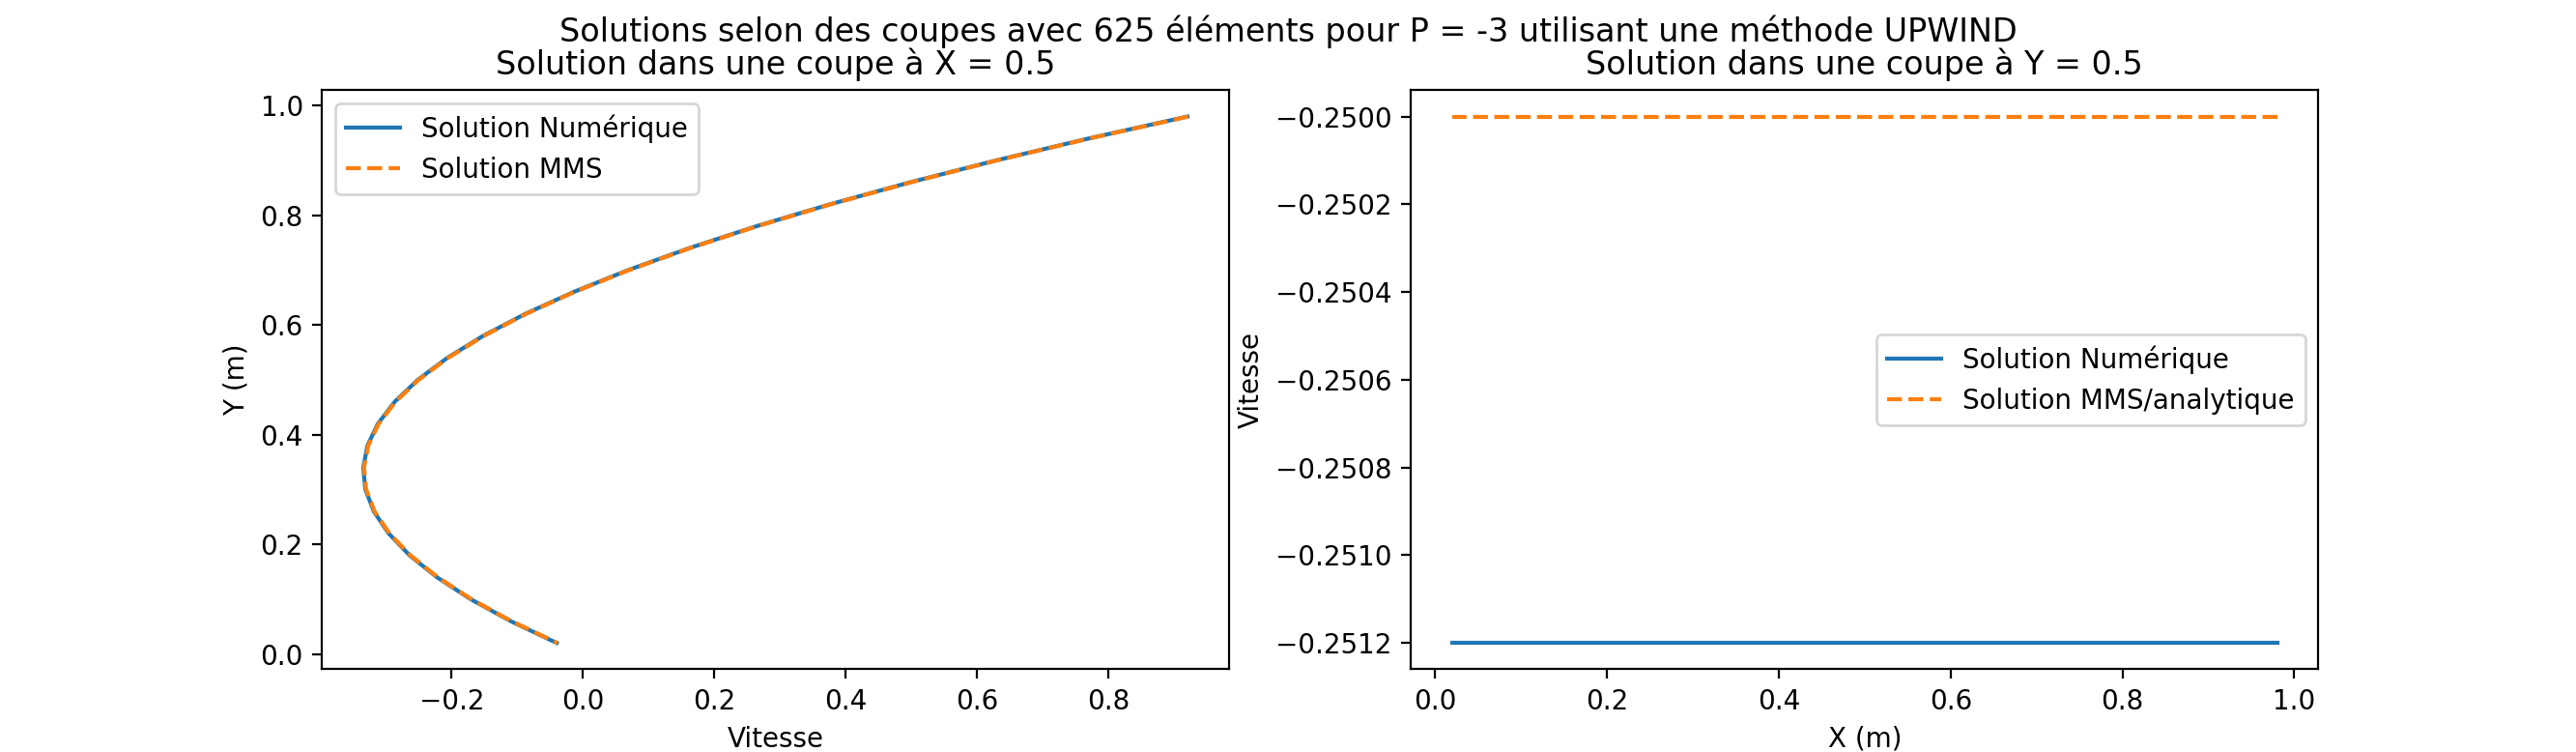 Solutions selon des coupes avec 625 éléments pour P = -3 utilisant une méthode UPWIND
Solution dans une coupe à X = 0.5
Solution Numérique
Solution MMS
1.0
0.8
0.6
0.4
0.2
0.0
Y (m)
−0.2
0.0
0.2
0.4
0.6
0.8
Vitesse
Solution dans une coupe à Y = 0.5
−0.2500
−0.2502
−0.2504
−0.2506
−0.2508
−0.2510
−0.2512
Vitesse
Solution Numérique
Solution MMS/analytique
0.0
0.2
0.4
0.6
0.8
1.0
X (m)